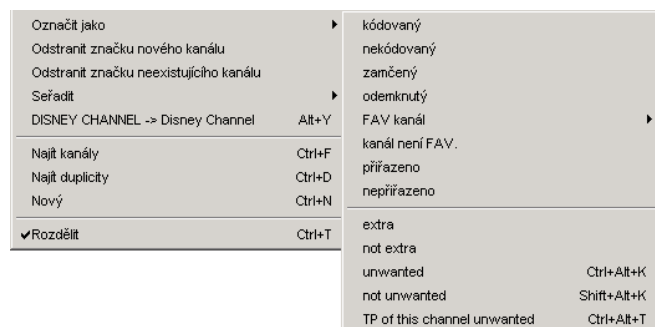 Označit jako
Odstranit značku nového kanálu
Odstranit značku neexistujícího kanálu
Seřadit
DISNEY CHANNEL -> Disney Channel Alt+Y
Najít kanály Ctrl+F
Najít duplicity Ctrl+D
Nový Ctrl+N
Rozdělit Ctrl+T
kódovaný
nekódovaný
zamčený
odemknutý
FAV kanál
kanál není FAV.
přiřazeno
nepřiřazeno
extra
not extra
unwanted Ctrl+Alt+K
not unwanted Shift+Alt+K
TP of this channel unwanted Ctrl+Alt+T